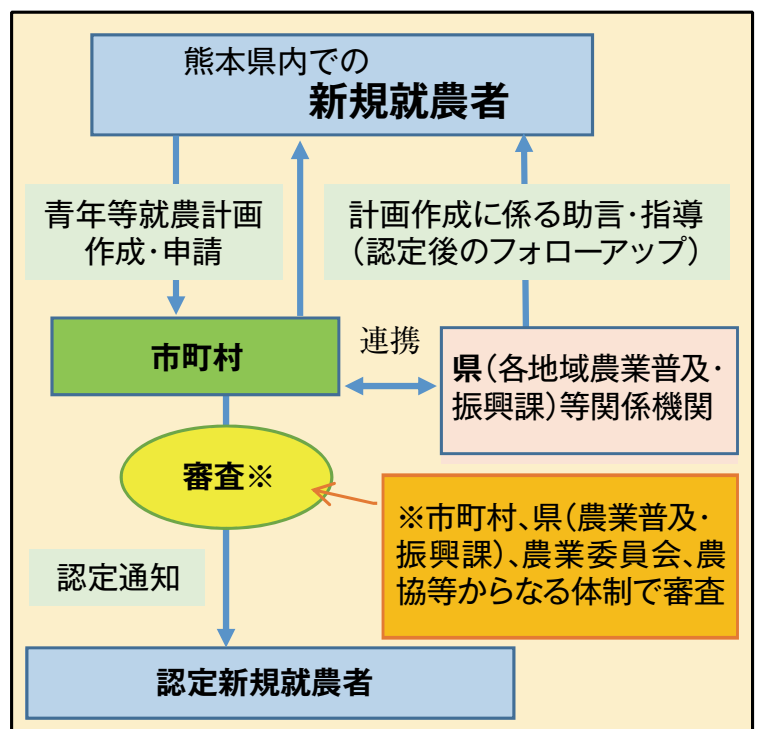 熊本県内での
新規就農者
青年等就農計画
作成・申請
計画作成に係る助言・指導
（認定後のフォローアップ）
市町村
連携
県（各地域農業普及・
振興課）等関係機関
審査※
※市町村、県（農業普及・
振興課）、農業委員会、農
協等からなる体制で審査
認定通知
認定新規就農者